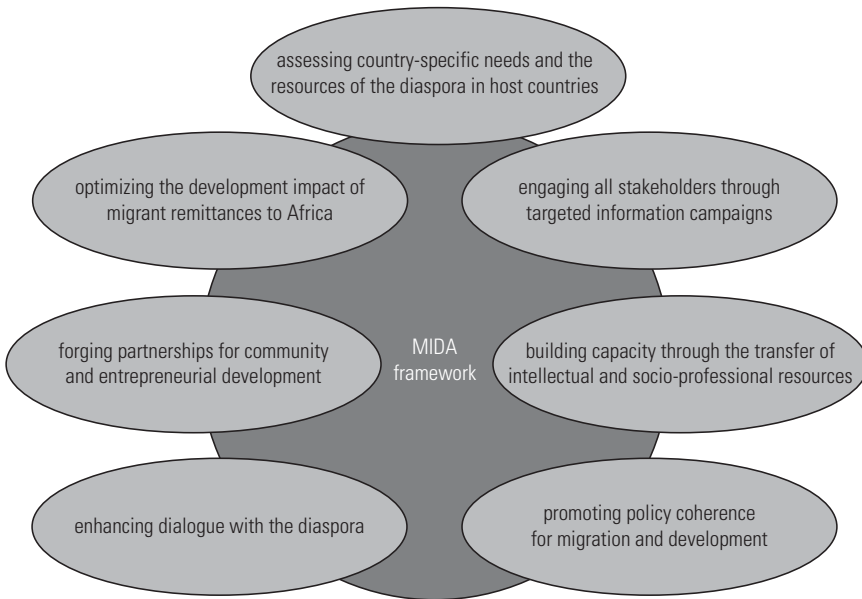 assessing country-specific needs and the
resources of the diaspora in host countries
optimizing the development impact of
migrant remittances to Africa
engaging all stakeholders through
targeted information campaigns
forging partnerships for community
and entrepreneurial development
MIDA
framework
building capacity through the transfer of
intellectual and socio-professional resources
enhancing dialogue with the diaspora
promoting policy coherence
for migration and development